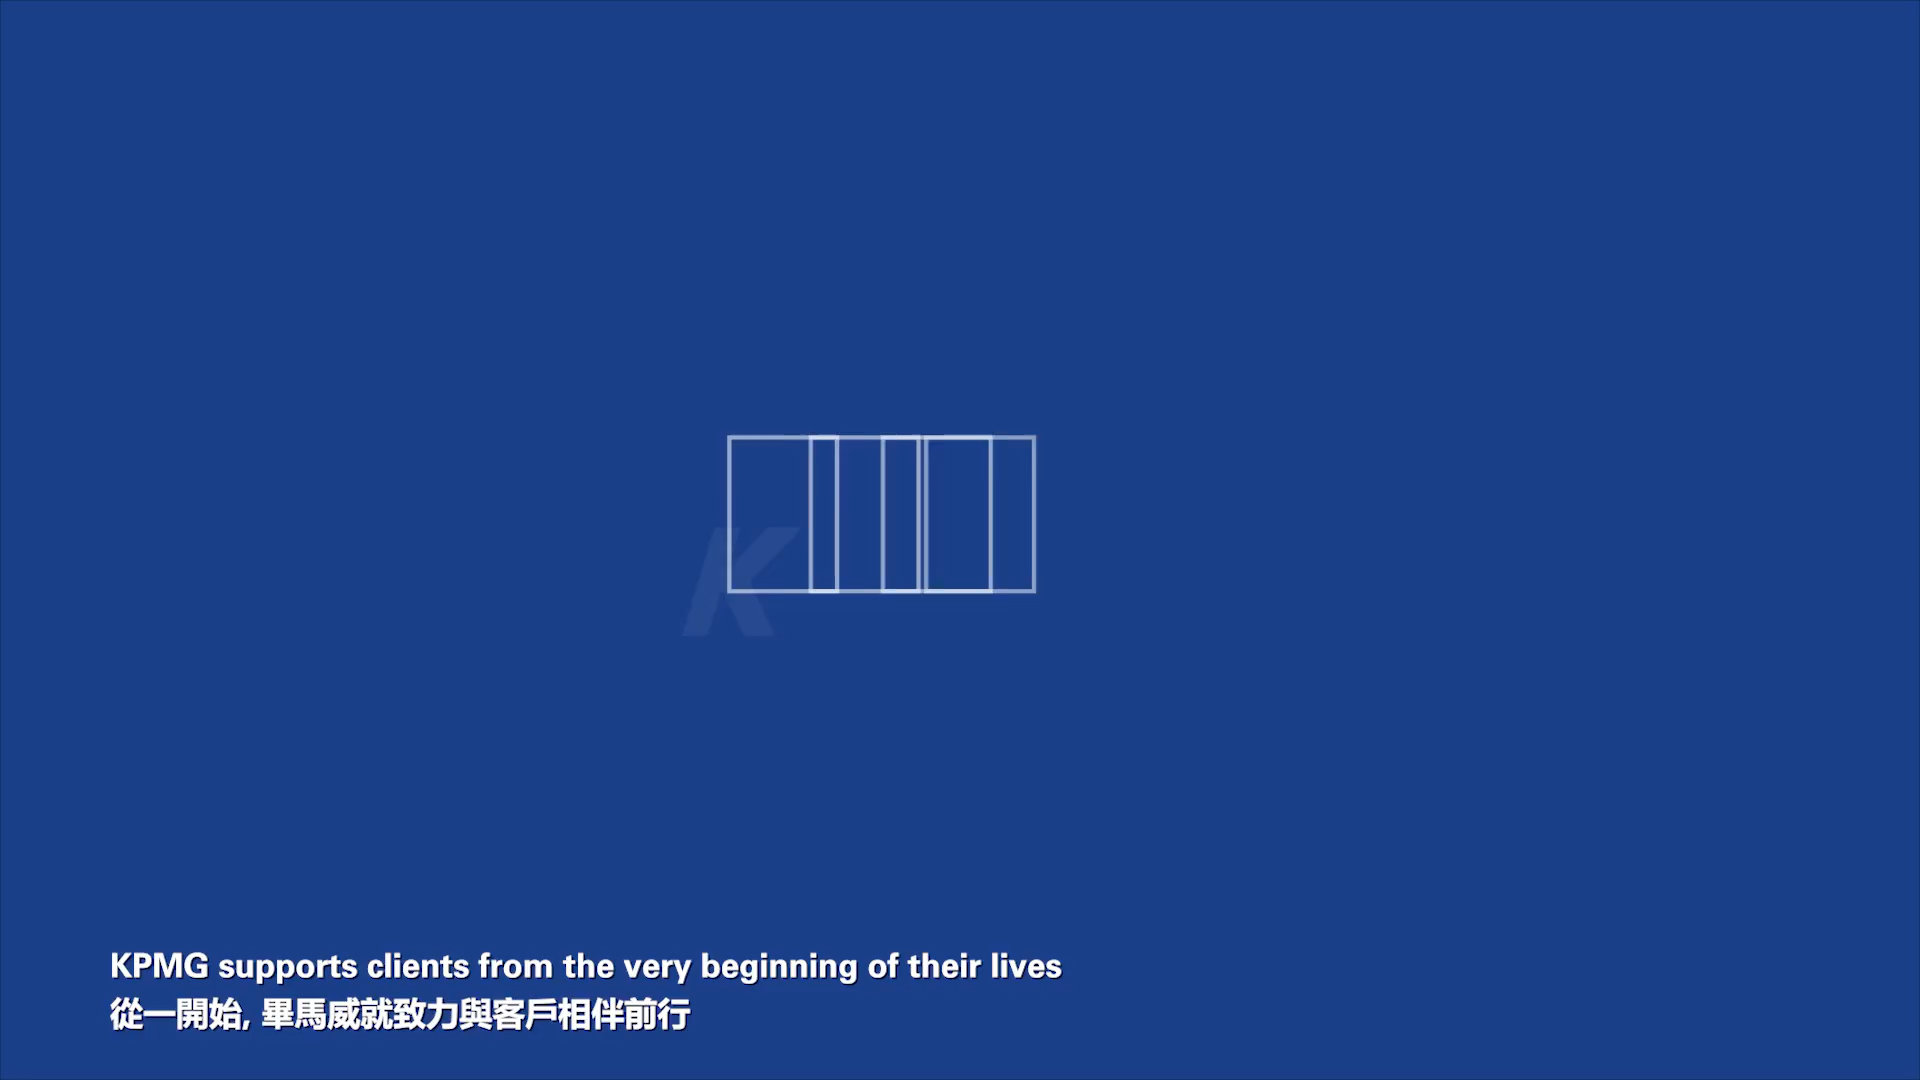 K
KPMG supports clients from the very beginning of their lives
從一開始, 畢馬威就致力與客戶相伴前行